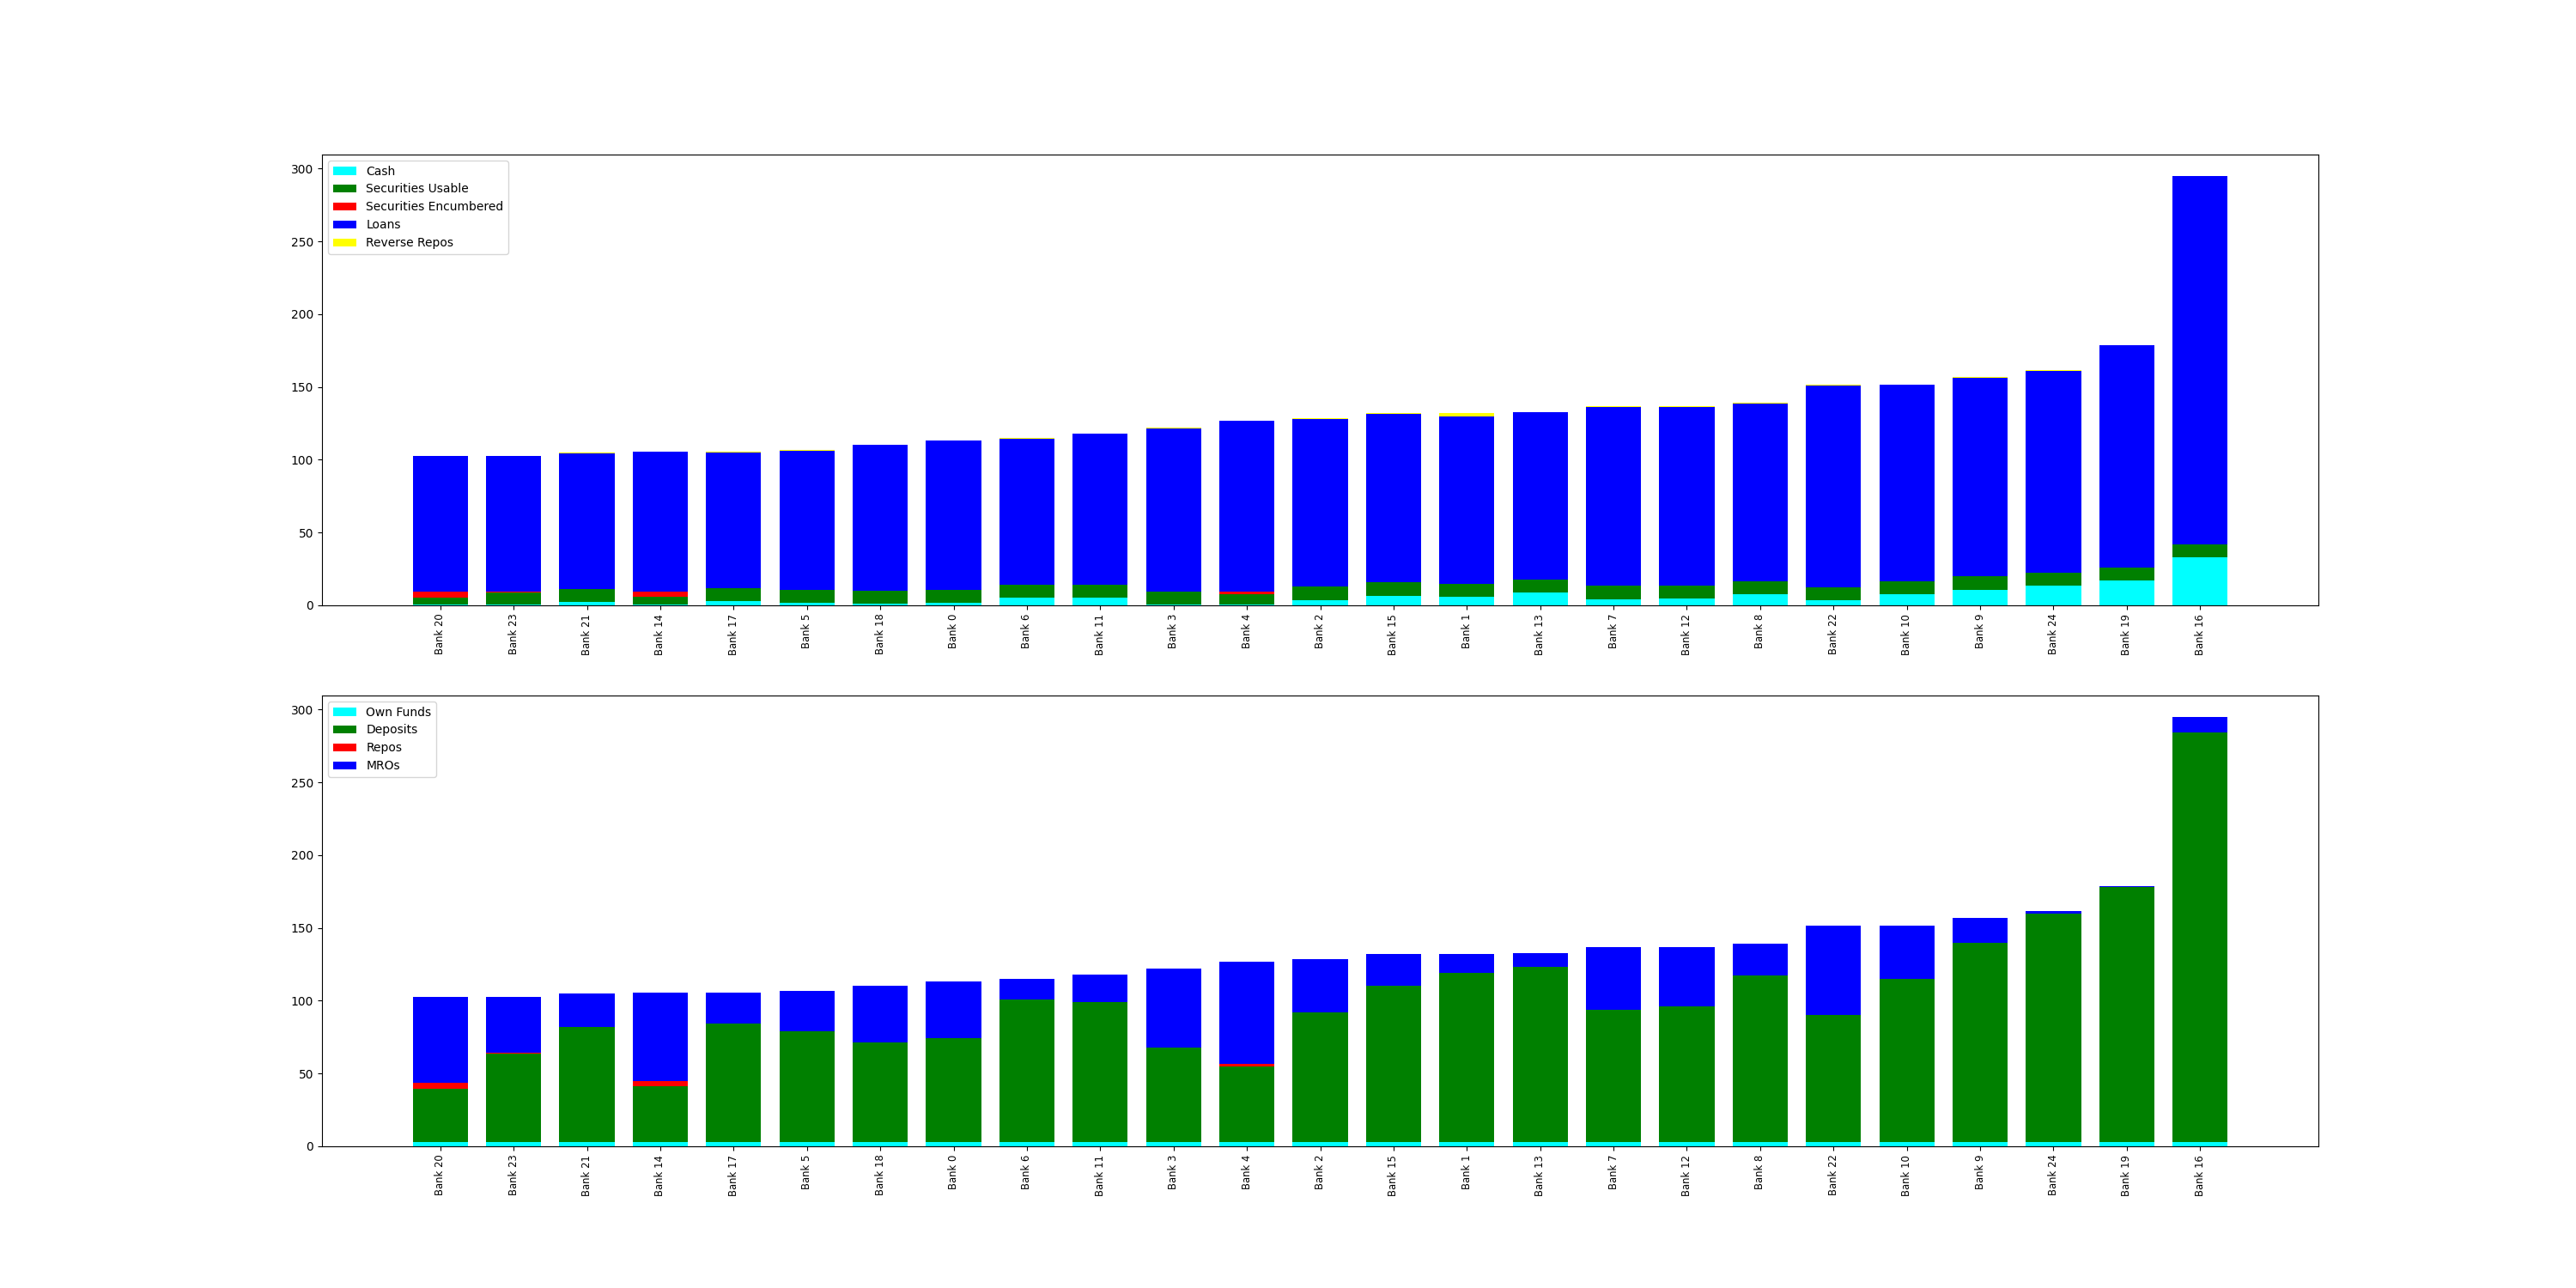 300
250
200
150
100
50
0
Cash
Securities Usable
Securities Encumbered
Loans
Reverse Repos
Bank 20
Bank 23
Bank 21
Bank 14
Bank 17
Bank 5
Bank 18
Bank 0
Bank 6
Bank 11
Bank 3
Bank 4
Bank 2
Bank 15
Bank 1
Bank 13
Bank 7
Bank 12
Bank 8
Bank 22
Bank 10
Bank 9
Bank 24
Bank 19
Bank 16
300
250
200
150
100
50
0
Own Funds
Deposits
Repos
MROs
Bank 20
Bank 23
Bank 21
Bank 14
Bank 17
Bank 5
Bank 18
Bank 0
Bank 6
Bank 11
Bank 3
Bank 4
Bank 2
Bank 15
Bank 1
Bank 13
Bank 7
Bank 12
Bank 8
Bank 22
Bank 10
Bank 9
Bank 24
Bank 19
Bank 16